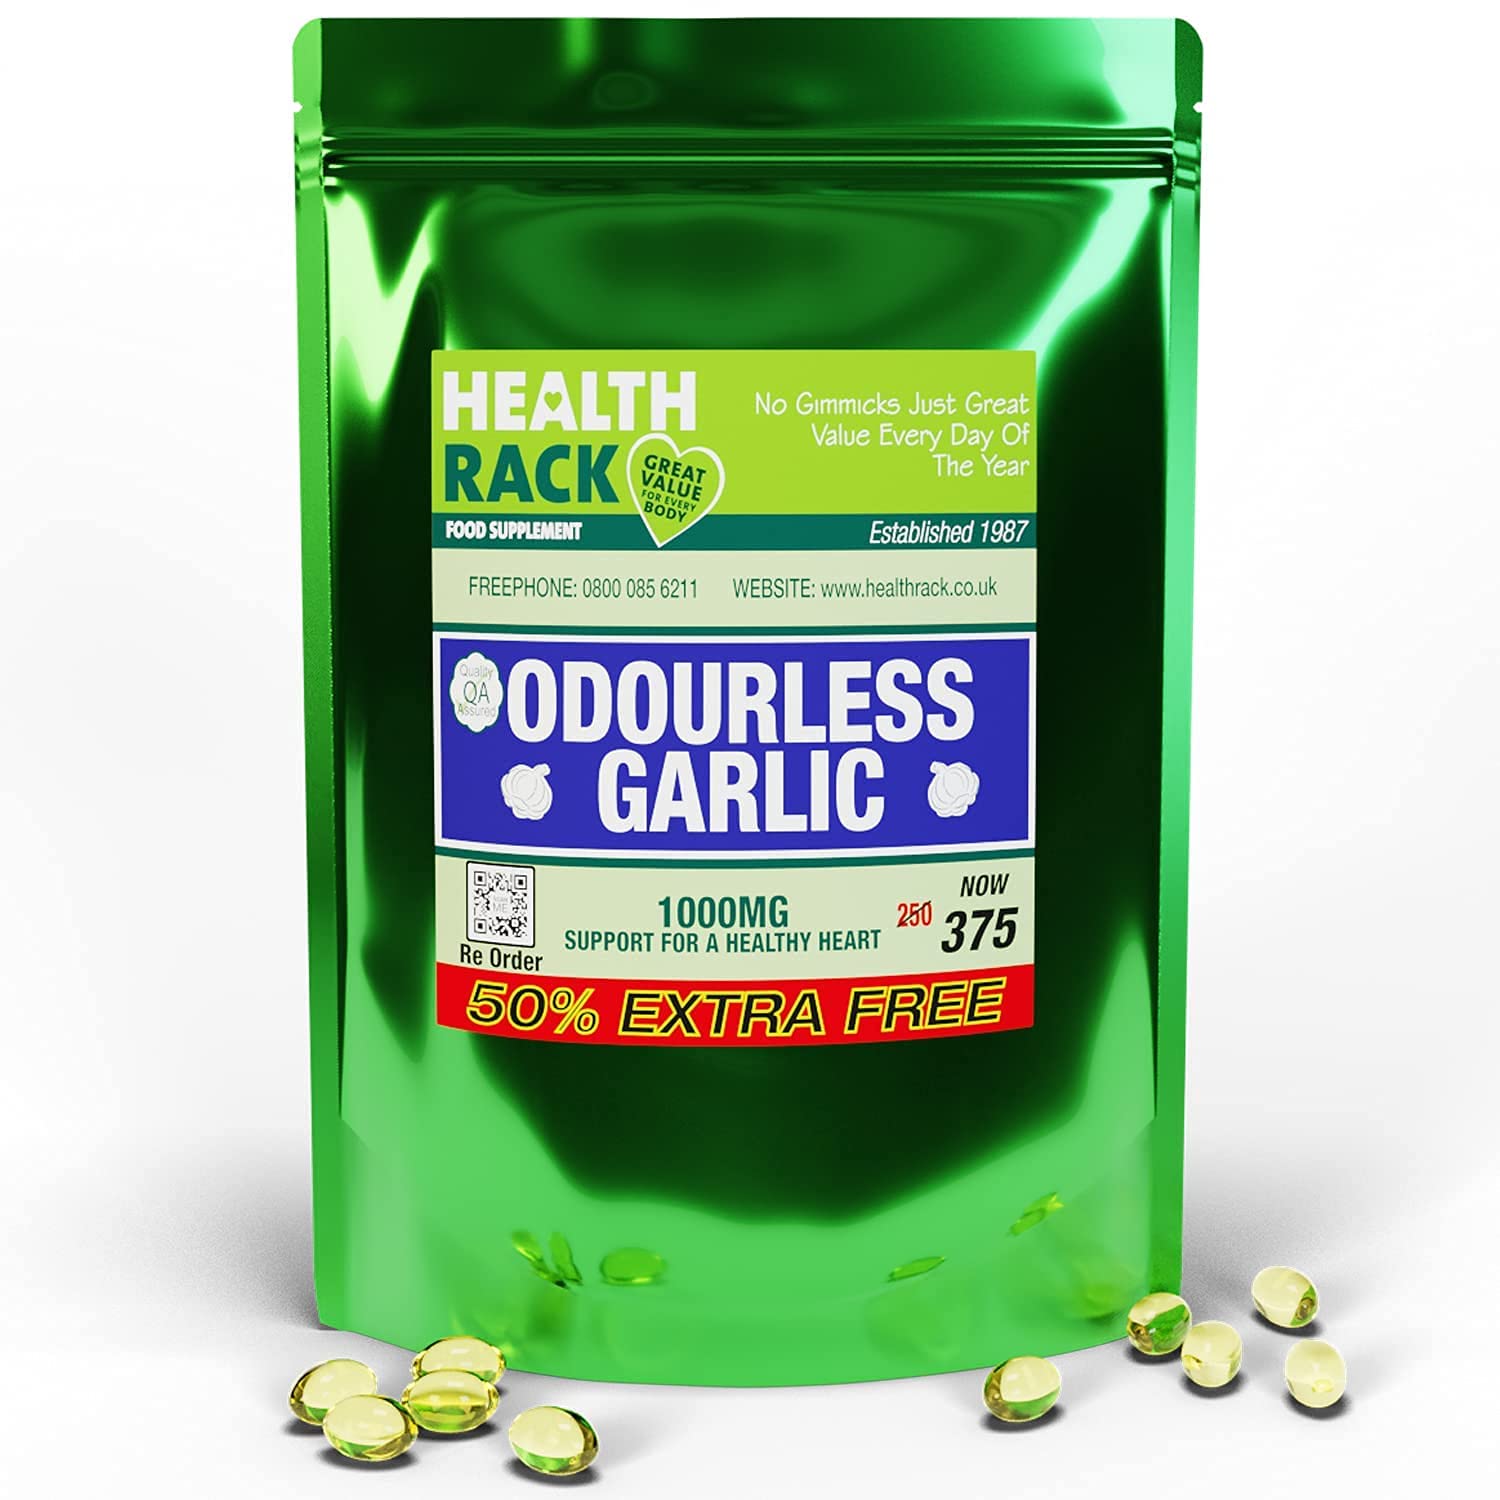 HEALTH
RACK
GREAT
VALUE
FOR EVERY
BODY
No Gimmicks Just Great
Value Every Day Of
The Year
FOOD SUPPLEMENT
Established 1987
FREEPHONE: 0800 085 6211 WEBSITE: www.healthrack.co.uk
Quality
QA
Assured
ODOURLESS
GARLIC
SCAN
ME
Re Order
1000MG
SUPPORT FOR A HEALTHY HEART
250
NOW
375
50% EXTRA FREE